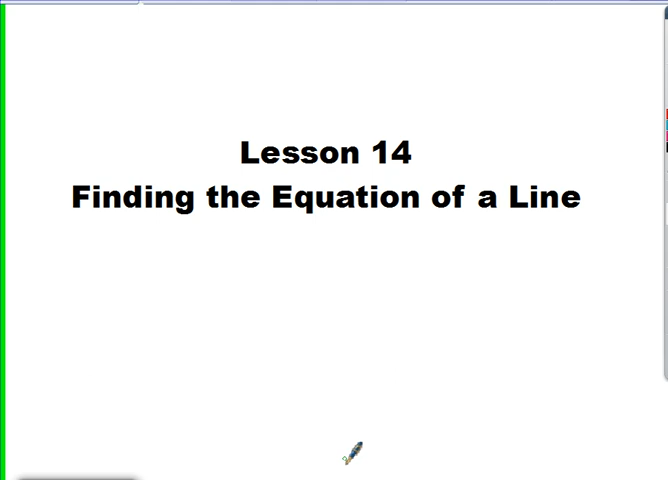 Lesson 14
Finding the Equation of a Line